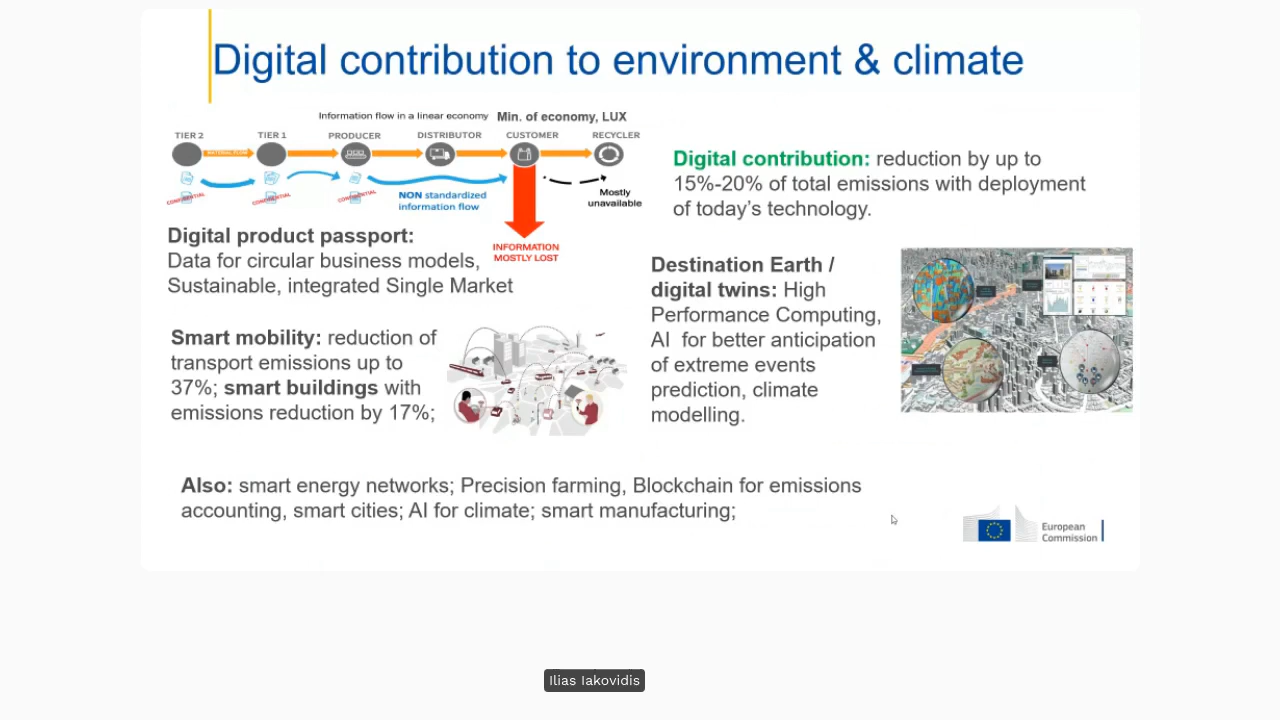 Digital contribution to environment & climate
Information flow in a linear economy Min. of economy, LUX
TIER 2 TIER 1 PRODUCER DISTRIBUTOR CUSTOMER RECYCLER
MATERIAL FLOW
CONFIDENTIAL CONFIDENTIAL CONFIDENTIAL
NON standardized
information flow
Mostly
unavailable
INFORMATION
MOSTLY LOST
Digital product passport:
Data for circular business models,
Sustainable, integrated Single Market
Digital contribution: reduction by up to
15%-20% of total emissions with deployment
of today's technology.
Smart mobility: reduction of
transport emissions up to
37%; smart buildings with
emissions reduction by 17%;
Destination Earth /
digital twins: High
Performance Computing,
AI for better anticipation
of extreme events
prediction, climate
modelling.
Also: smart energy networks; Precision farming, Blockchain for emissions
accounting, smart cities; AI for climate; smart manufacturing;
European
Commission
Ilias Iakovidis